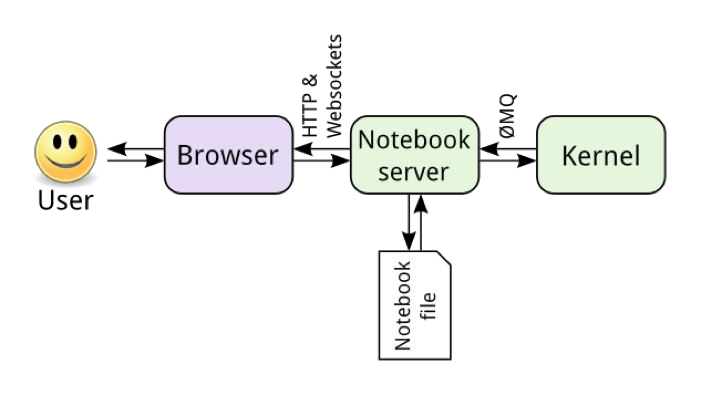 User
Browser
HTTP &
Websockets
Notebook
server
ØMQ
Kernel
Notebook
file